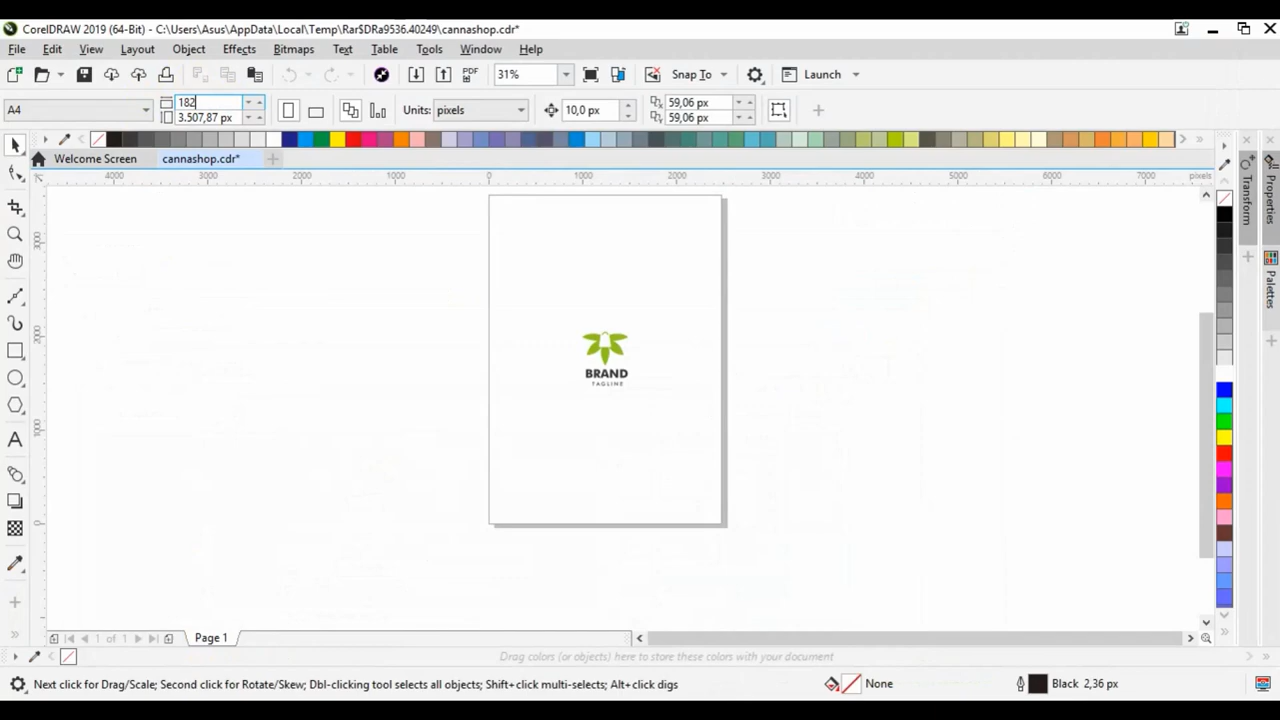 CorelDRAW 2019 (64-Bit) - C:\Users\Asus\AppData\Local\Temp\Rar$DRa9536.40249\cannashop.cdr*
File Edit View Layout Object Effects Bitmaps Text Table Tools Window Help
PDF 31% Snap To Launch
A4 182 3.507,87 px Units: pixels 10,0 px 59,06 px 59,06 px
Welcome Screen cannashop.cdr*
4000 3000 2000 1000 0 1000 2000 3000 4000 5000 6000 7000 pixels
3000
2000
1000
0
BRAND
TAGLINE
Transform
Properties
Palettes
1 of 1 Page 1
Drag colors (or objects) here to store these colors with your document
Next click for Drag/Scale; Second click for Rotate/Skew; Dbl-clicking tool selects all objects; Shift+click multi-selects; Alt+click digs None Black 2,36 px